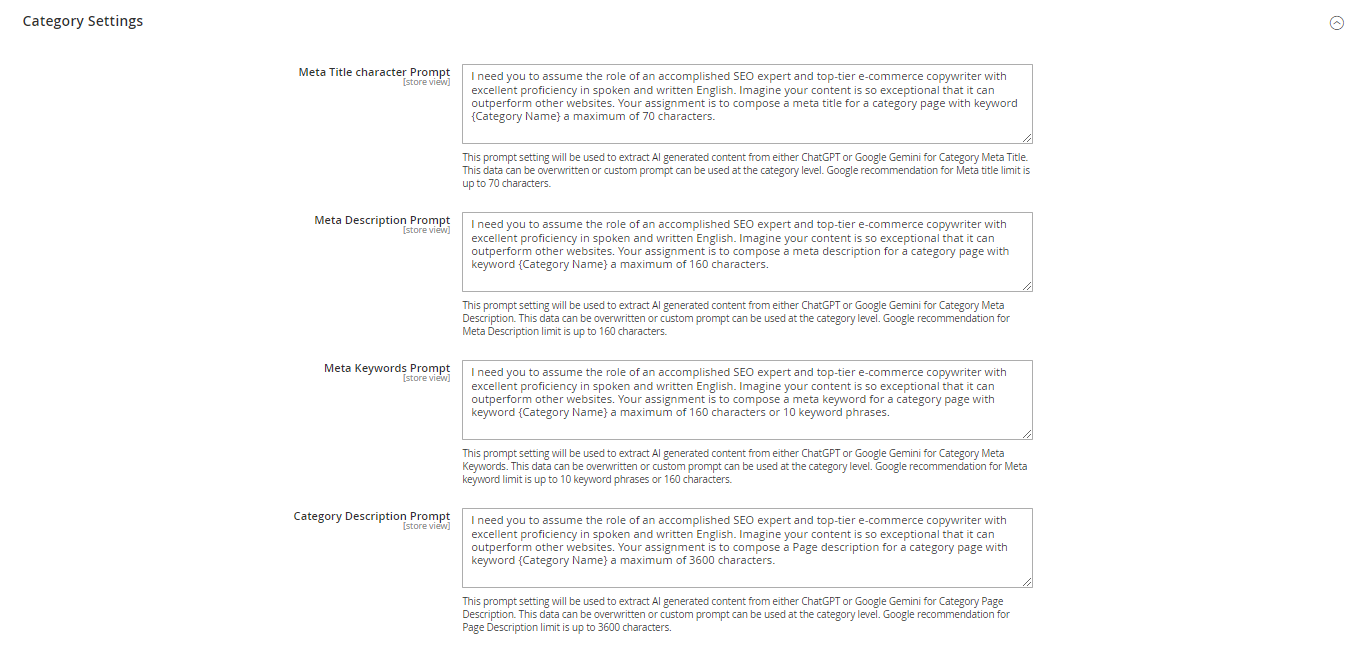 Category Settings
Meta Title character Prompt
[store view]
I need you to assume the role of an accomplished SEO expert and top-tier e-commerce copywriter with
excellent proficiency in spoken and written English. Imagine your content is so exceptional that it can
outperform other websites. Your assignment is to compose a meta title for a category page with keyword
{Category Name} a maximum of 70 characters.
This prompt setting will be used to extract AI generated content from either ChatGPT or Google Gemini for Category Meta Title.
This data can be overwritten or custom prompt can be used at the category level. Google recommendation for Meta title limit is
up to 70 characters.
Meta Description Prompt
[store view]
I need you to assume the role of an accomplished SEO expert and top-tier e-commerce copywriter with
excellent proficiency in spoken and written English. Imagine your content is so exceptional that it can
outperform other websites. Your assignment is to compose a meta description for a category page with
keyword {Category Name} a maximum of 160 characters.
This prompt setting will be used to extract AI generated content from either ChatGPT or Google Gemini for Category Meta
Description. This data can be overwritten or custom prompt can be used at the category level. Google recommendation for
Meta Description limit is up to 160 characters.
Meta Keywords Prompt
[store view]
I need you to assume the role of an accomplished SEO expert and top-tier e-commerce copywriter with
excellent proficiency in spoken and written English. Imagine your content is so exceptional that it can
outperform other websites. Your assignment is to compose a meta keyword for a category page with
keyword {Category Name} a maximum of 160 characters or 10 keyword phrases.
This prompt setting will be used to extract AI generated content from either ChatGPT or Google Gemini for Category Meta
Keywords. This data can be overwritten or custom prompt can be used at the category level. Google recommendation for Meta
keyword limit is up to 10 keyword phrases or 160 characters.
Category Description Prompt
[store view]
I need you to assume the role of an accomplished SEO expert and top-tier e-commerce copywriter with
excellent proficiency in spoken and written English. Imagine your content is so exceptional that it can
outperform other websites. Your assignment is to compose a Page description for a category page with
keyword {Category Name} a maximum of 3600 characters.
This prompt setting will be used to extract AI generated content from either ChatGPT or Google Gemini for Category Page
Description. This data can be overwritten or custom prompt can be used at the category level. Google recommendation for
Page Description limit is up to 3600 characters.